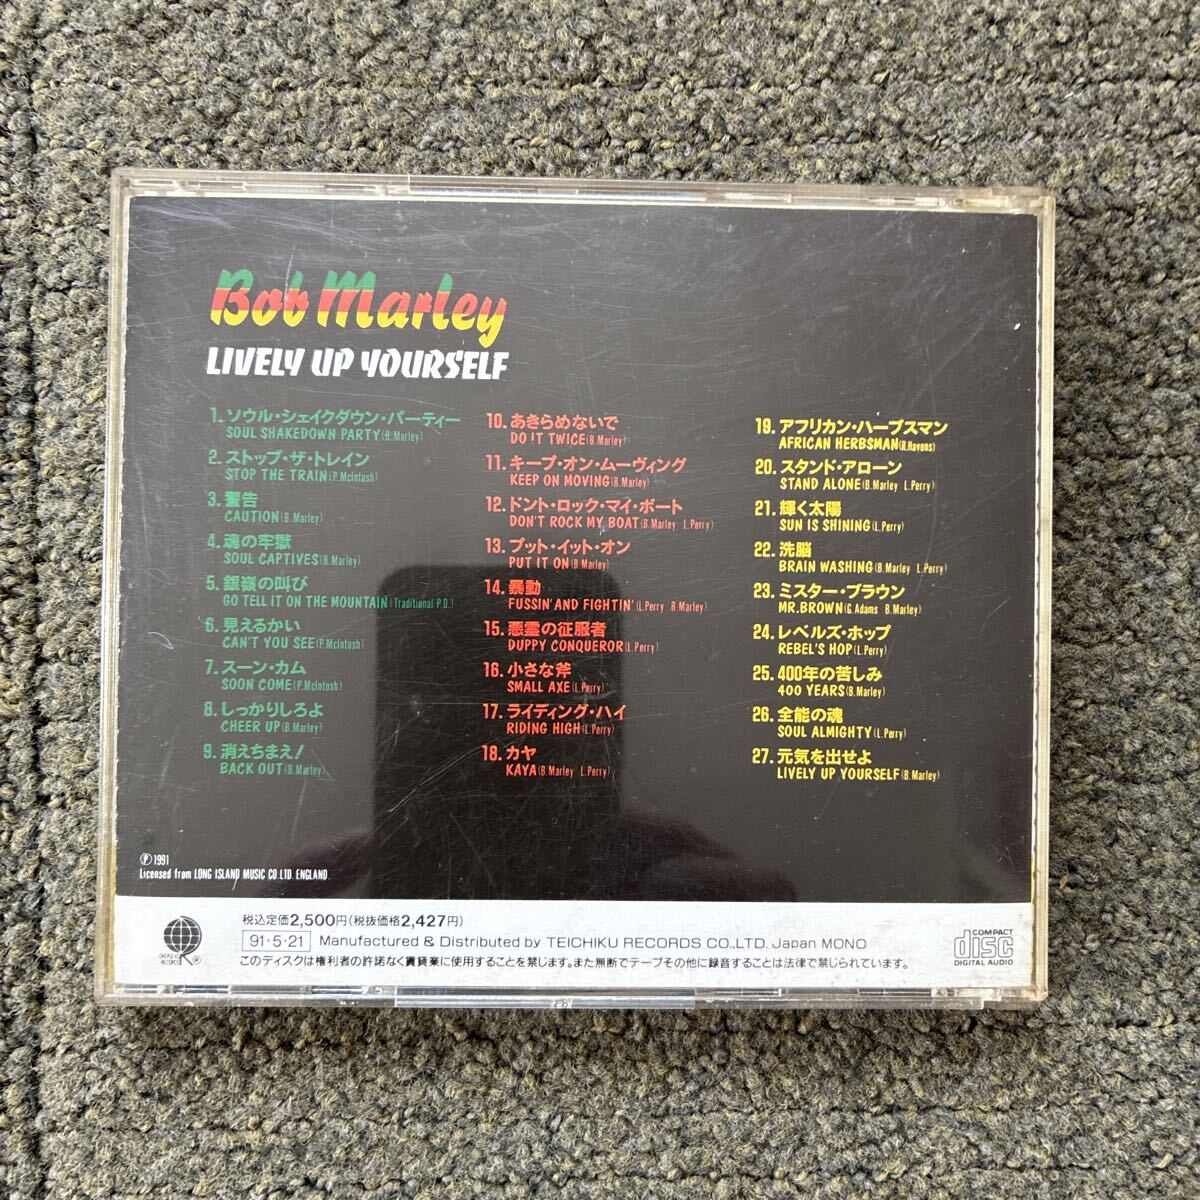 Bob Marley
LIVELY UP YOURSELF
1. ソウル・シェイクダウン・パーティー
SOUL SHAKEDOWN PARTY(B.Marley)
2. ストップ・ザ・トレイン
STOP THE TRAIN(P.McIntosh)
3. 警告
CAUTION(B.Marley)
4. 魂の牢獄
SOUL CAPTIVES(B.Marley)
5. 銀嶺の叫び
GO TELL IT ON THE MOUNTAIN(Traditional P.D.)
6. 見えるかい
CAN'T YOU SEE(P.McIntosh)
7. スーン・カム
SOON COME(P.McIntosh)
8. しっかりしろよ
CHEER UP(B.Marley)
9. 消えちまえ!
BACK OUT(B.Marley)
10. あきらめないで
DO IT TWICE(B.Marley)
11. キープ・オン・ムーヴィング
KEEP ON MOVING(B.Marley)
12. ドント・ロック・マイ・ボート
DON'T ROCK MY BOAT(B.Marley L.Perry)
13. プット・イット・オン
PUT IT ON(B.Marley)
14. 暴動
FUSSIN' AND FIGHTIN'(L.Perry B.Marley)
15. 悪霊の征服者
DUPPY CONQUEROR(L.Perry)
16. 小さな斧
SMALL AXE(L.Perry)
17. ライディング・ハイ
RIDING HIGH(L.Perry)
18. カヤ
KAYA(B.Marley L.Perry)
19. アフリカン・ハーブスマン
AFRICAN HERBSMAN(R.Havens)
20. スタンド・アローン
STAND ALONE(B.Marley L.Perry)
21. 輝く太陽
SUN IS SHINING(L.Perry)
22. 洗脳
BRAIN WASHING(B.Marley L.Perry)
23. ミスター・ブラウン
MR.BROWN(G.Adams B.Marley)
24. レベルズ・ホップ
REBEL'S HOP(L.Perry)
25. 400年の苦しみ
400 YEARS(B.Marley)
26. 全能の魂
SOUL ALMIGHTY(L.Perry)
27. 元気を出せよ
LIVELY UP YOURSELF(B.Marley)
Ⓟ1991
Licensed from LONG ISLAND MUSIC CO.LTD. ENGLAND.
OVERSEAS
RECORDS ®
税込定価2,500円(税抜価格2,427円)
91・5・21 Manufactured & Distributed by TEICHIKU RECORDS CO.,LTD. Japan MONO
このディスクは権利者の許諾なく賃貸業に使用することを禁じます。また無断でテープその他に録音することは法律で禁じられています。
COMPACT
disc
DIGITAL AUDIO